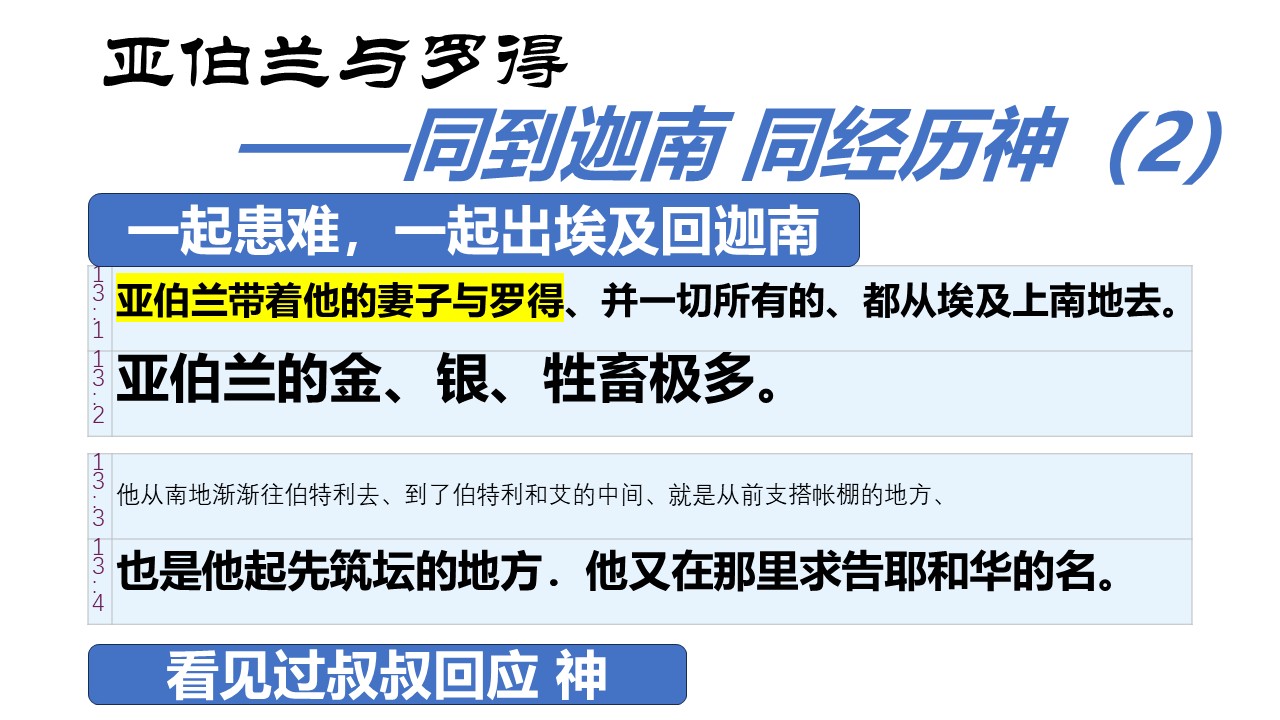 亚伯兰与罗得
——同到迦南 同经历神（2）
一起患难，一起出埃及回迦南
13:1 亚伯兰带着他的妻子与罗得、并一切所有的、都从埃及上南地去。
13:2 亚伯兰的金、银、牲畜极多。
13:3 他从南地渐渐往伯特利去、到了伯特利和艾的中间、就是从前支搭帐棚的地方、
13:4 也是他起先筑坛的地方．他又在那里求告耶和华的名。
看见过叔叔回应 神